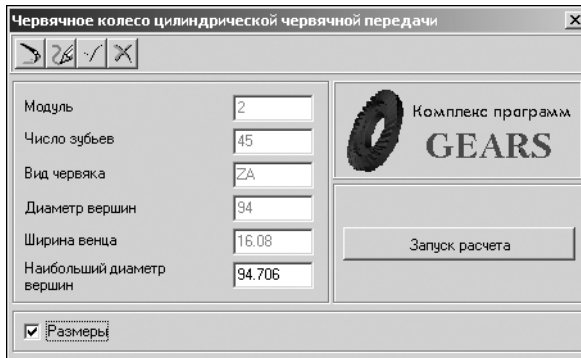 Червячное колесо цилиндрической червячной передачи
Модуль 2
Число зубьев 45
Вид червяка ZA
Диаметр вершин 94
Ширина венца 16.08
Наибольший диаметр
вершин 94.706
Комплекс программ
GEARS
Запуск расчета
Размеры